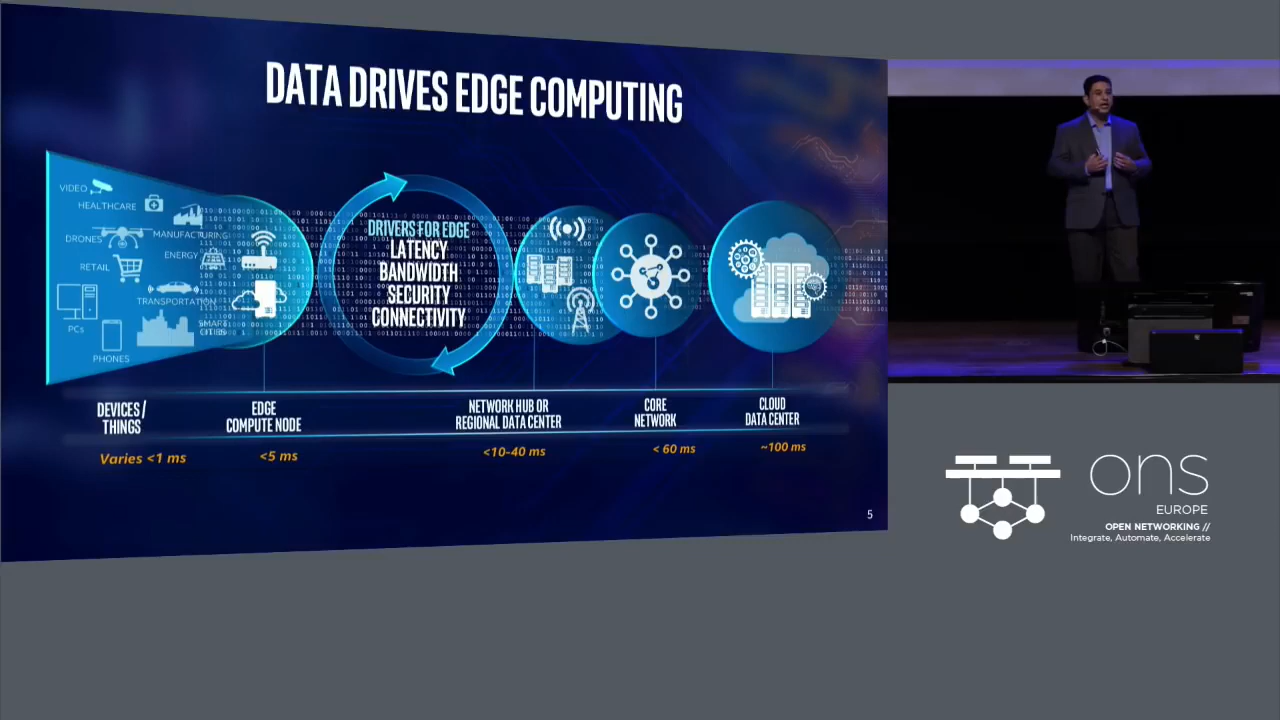 DATA DRIVES EDGE COMPUTING
VIDEO
HEALTHCARE
DRONES
MANUFACTURING
RETAIL
ENERGY
TRANSPORTATION
PCs
SMART
CITIES
PHONES
DRIVERS FOR EDGE
LATENCY
BANDWIDTH
SECURITY
CONNECTIVITY
DEVICES /
THINGS
Varies <1 ms
EDGE
COMPUTE NODE
<5 ms
NETWORK HUB OR
REGIONAL DATA CENTER
<10-40 ms
CORE
NETWORK
< 60 ms
CLOUD
DATA CENTER
~100 ms
5
ons
EUROPE
OPEN NETWORKING //
Integrate, Automate, Accelerate